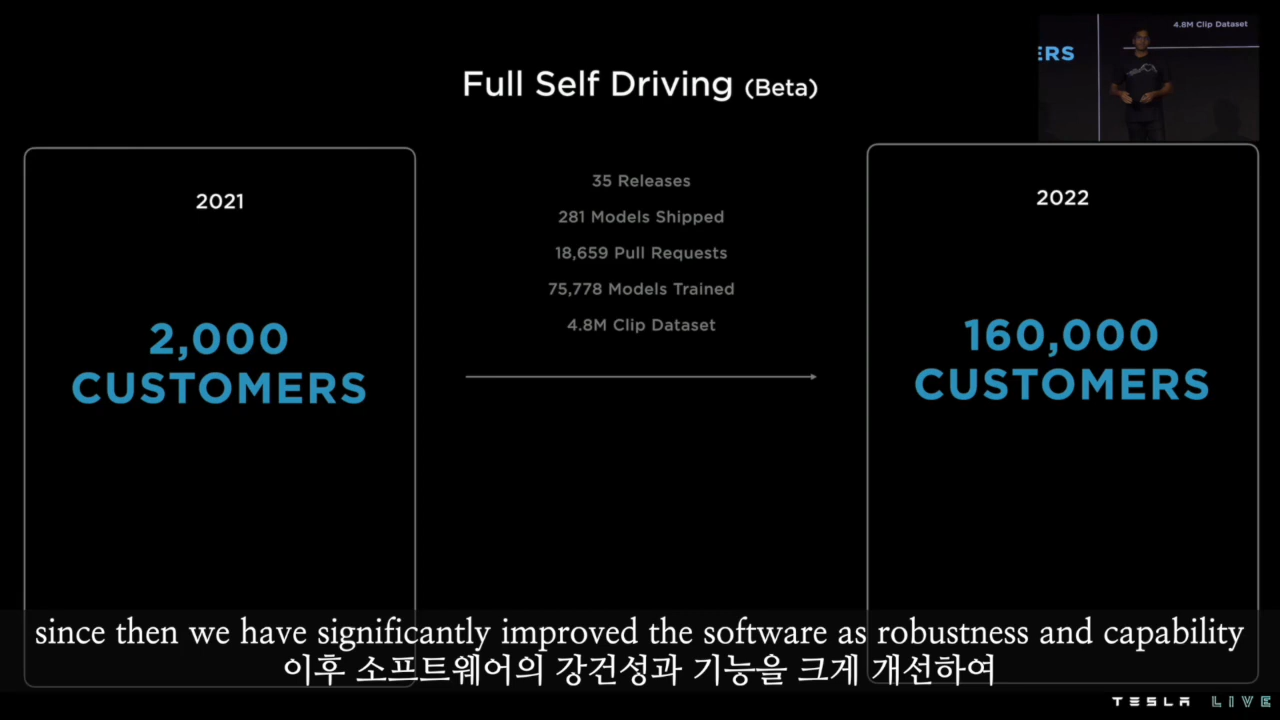 4.8M Clip Dataset
ERS
Full Self Driving (Beta)
2021
2,000
CUSTOMERS
35 Releases
281 Models Shipped
18,659 Pull Requests
75,778 Models Trained
4.8M Clip Dataset
2022
160,000
CUSTOMERS
since then we have significantly improved the software as robustness and capability
이후 소프트웨어의 강건성과 기능을 크게 개선하여
TESLA LIVE